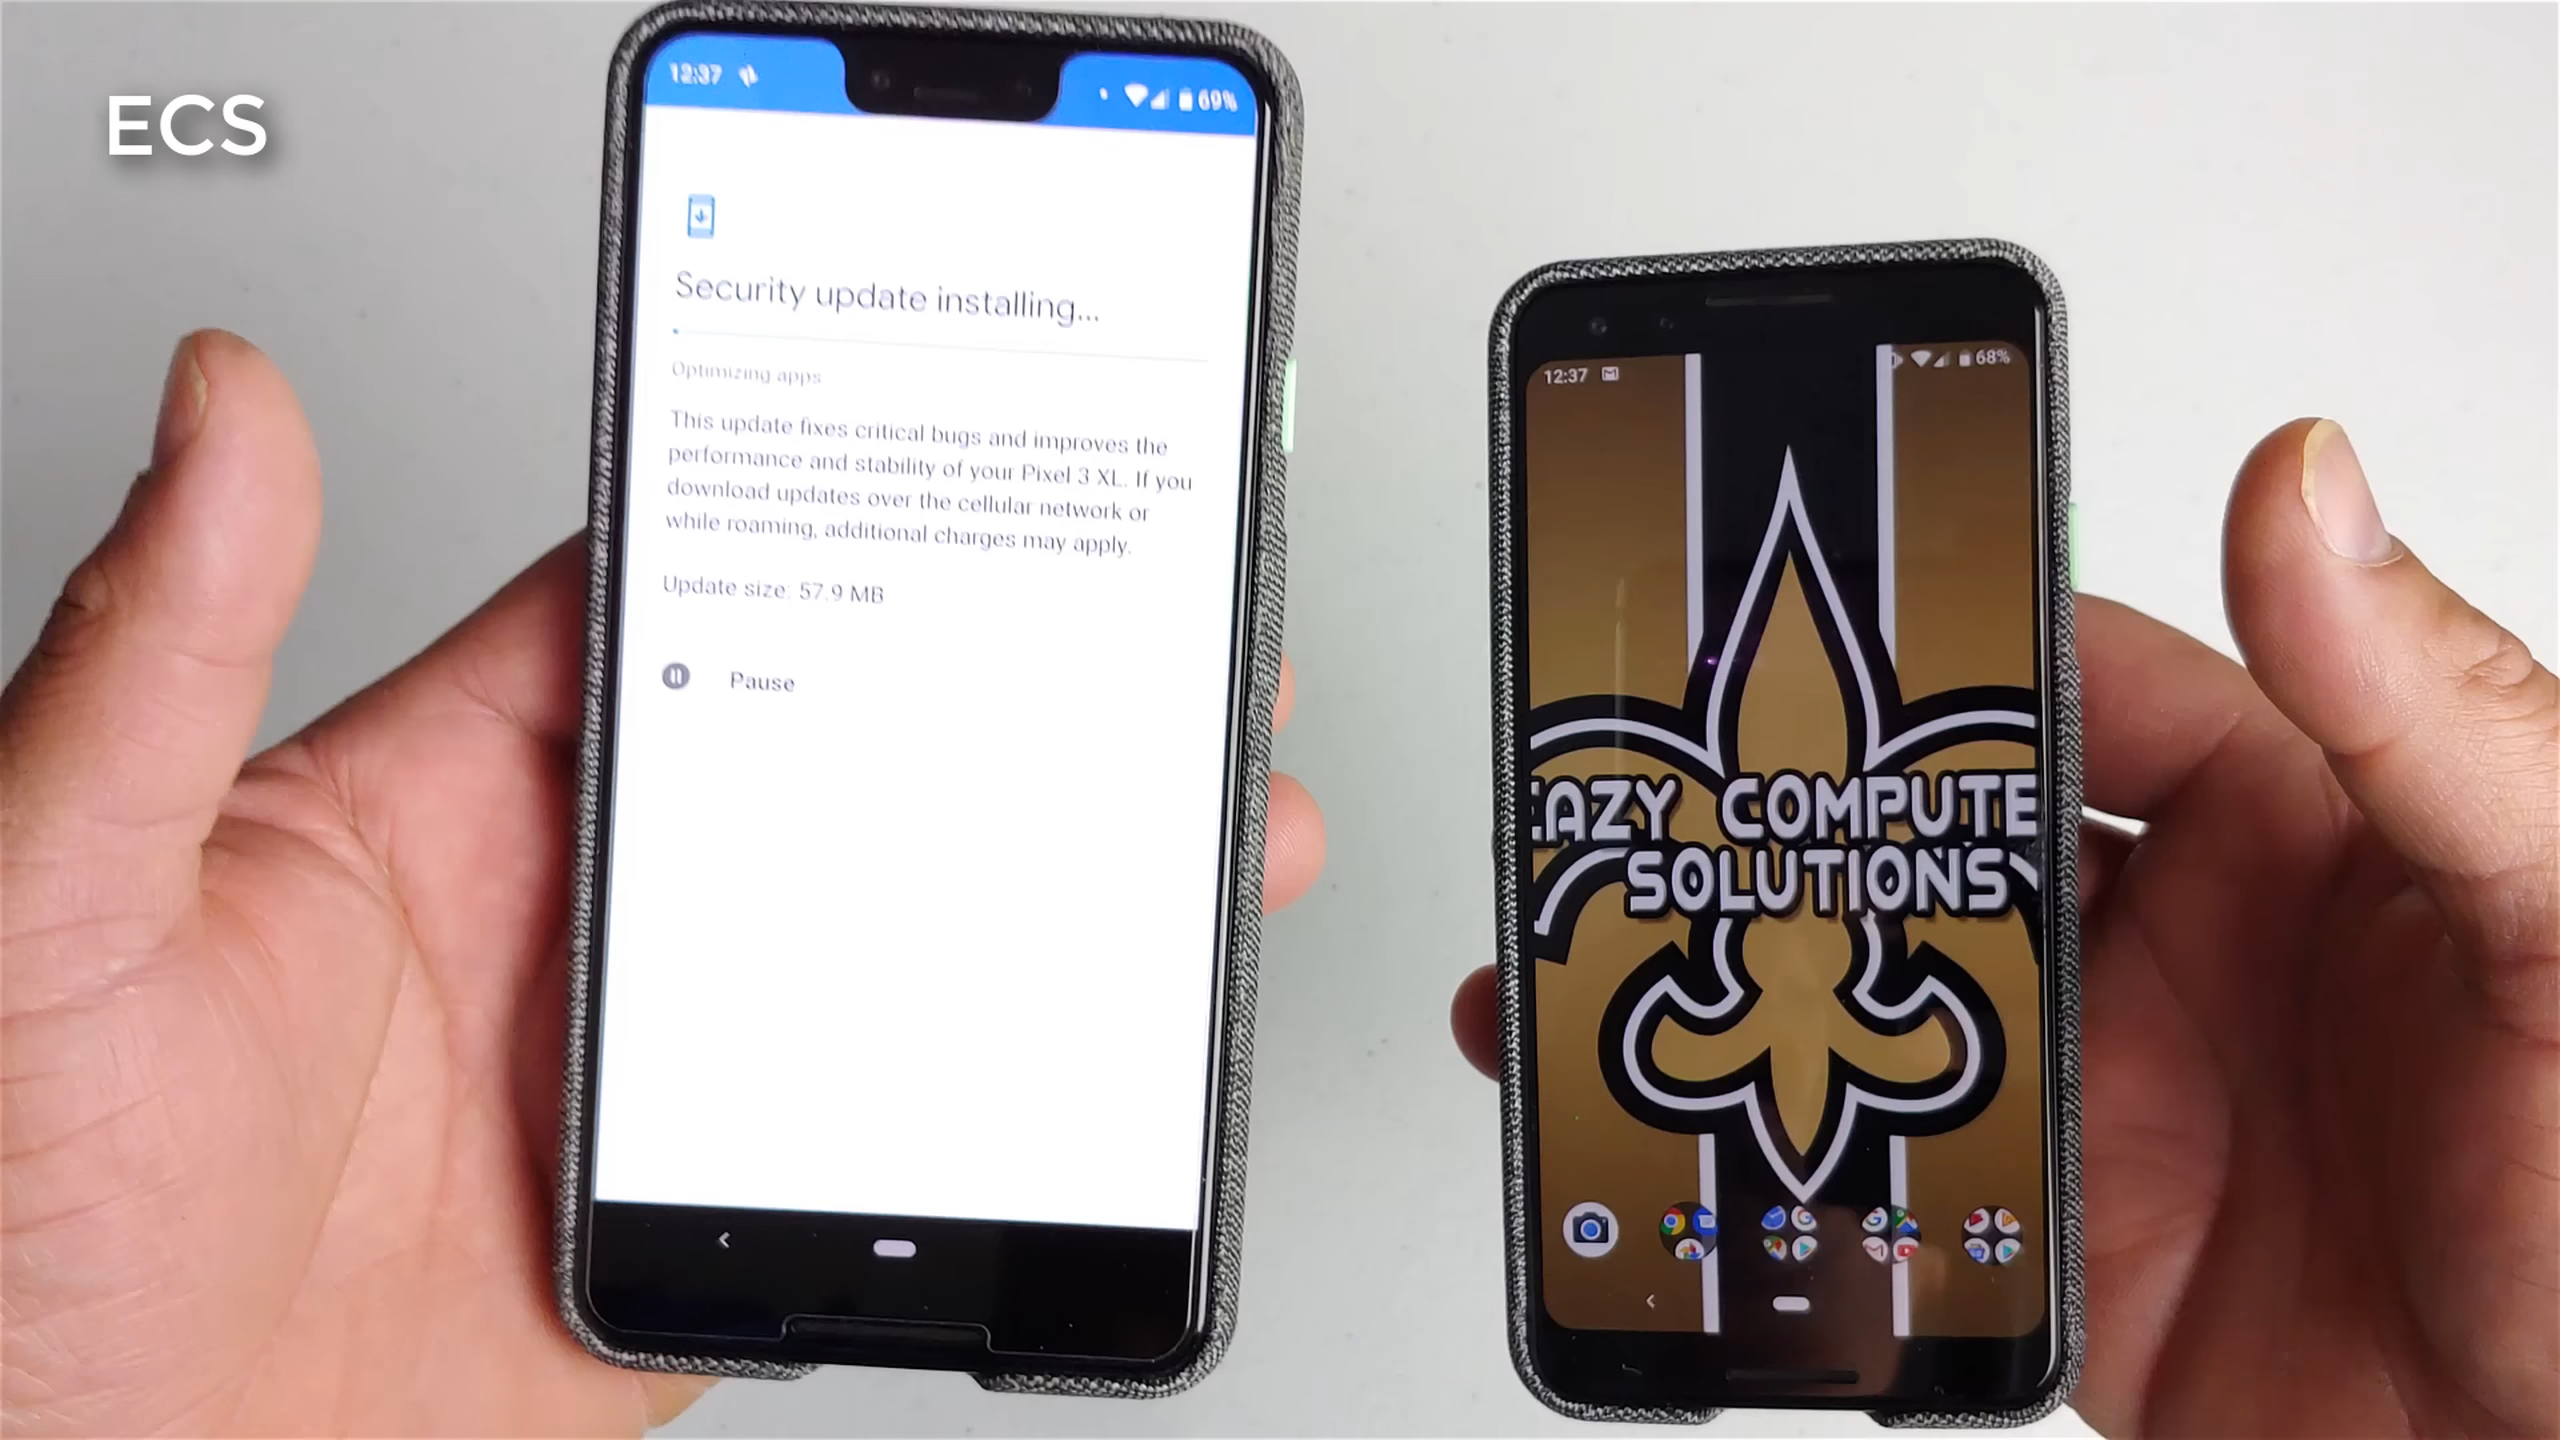 ECS
12:37 69%
Security update installing...
Optimizing apps
This update fixes critical bugs and improves the
performance and stability of your Pixel 3 XL. If you
download updates over the cellular network or
while roaming, additional charges may apply.
Update size: 57.9 MB
Pause
12:37 68%
EAZY COMPUTE
SOLUTIONS